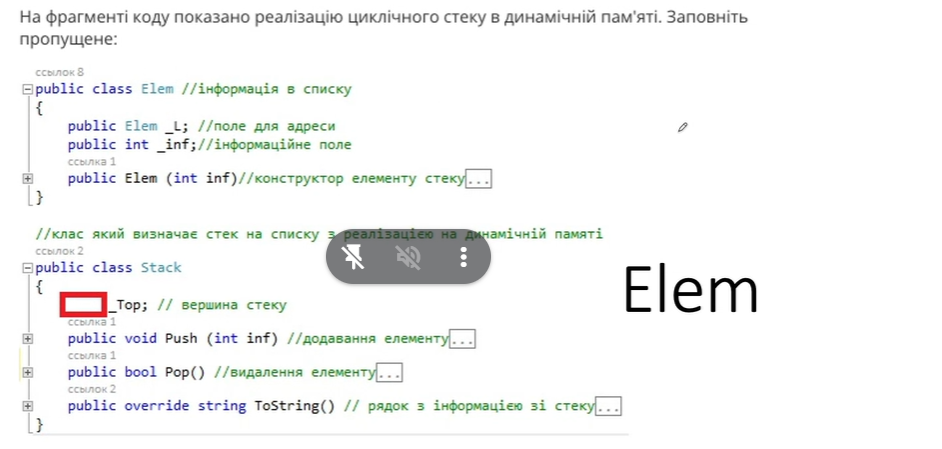 На фрагменті коду показано реалізацію циклічного стеку в динамічній пам'яті. Заповніть
пропущене:
ссылок 8
public class Elem //інформація в списку
{
public Elem _L; //поле для адреси
public int _inf;//інформаційне поле
ссылка 1
public Elem (int inf)//конструктор елементу стеку...
}
//клас який визначає стек на списку з реалізацією на динамічній памяті
ссылок 2
public class Stack
{
_Top; // вершина стеку
Elem
ссылка 1
public void Push (int inf) //додавання елементу...
ссылка 1
public bool Pop() //видалення елементу...
ссылок 2
public override string ToString() // рядок з інформацією зі стеку...
}